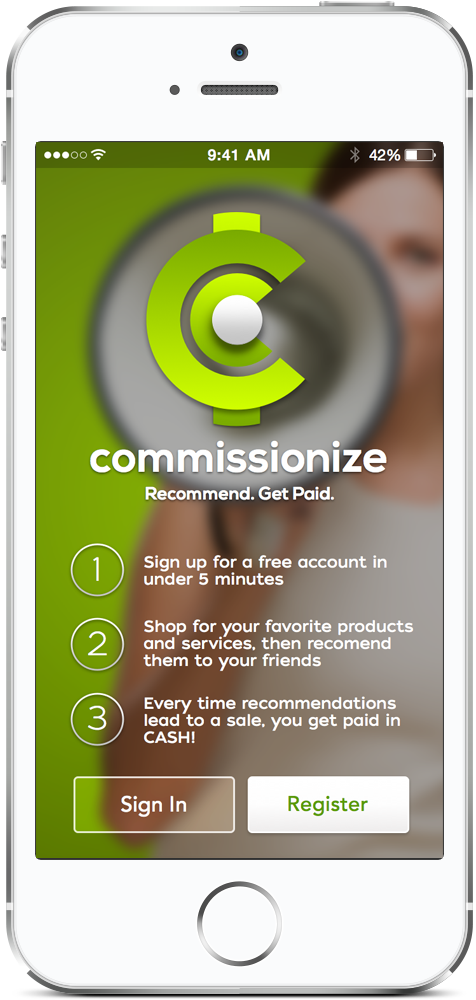 9:41 AM
42%
commissionize
Recommend. Get Paid.
1
Sign up for a free account in
under 5 minutes
2
Shop for your favorite products
and services, then recomend
them to your friends
3
Every time recommendations
lead to a sale, you get paid in
CASH!
Sign In
Register